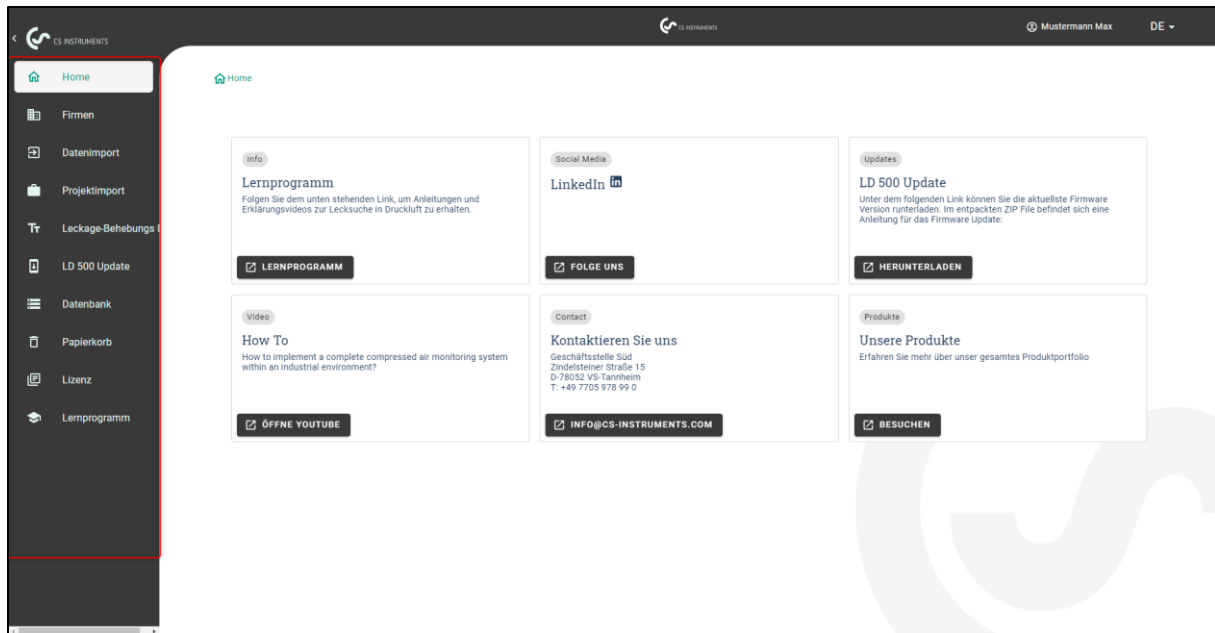 CS INSTRUMENTS
CS INSTRUMENTS
Mustermann Max
DE
Home
Firmen
Datenimport
Projektimport
Leckage-Behebungs
LD 500 Update
Datenbank
Papierkorb
Lizenz
Lernprogramm
Home
Info
Lernprogramm
Folgen Sie dem unten stehenden Link, um Anleitungen und
Erklärungsvideos zur Lecksuche in Druckluft zu erhalten.
LERNPROGRAMM
Social Media
LinkedIn in
FOLGE UNS
Updates
LD 500 Update
Unter dem folgenden Link können Sie die aktuellste Firmware
Version runterladen. Im entpackten ZIP File befindet sich eine
Anleitung für das Firmware Update:
HERUNTERLADEN
Video
How To
How to implement a complete compressed air monitoring system
within an industrial environment?
ÖFFNE YOUTUBE
Contact
Kontaktieren Sie uns
Geschäftsstelle Süd
Zindelsteiner Straße 15
D-78052 VS-Tannheim
T: +49 7705 978 99 0
INFO@CS-INSTRUMENTS.COM
Produkte
Unsere Produkte
Erfahren Sie mehr über unser gesamtes Produktportfolio
BESUCHEN